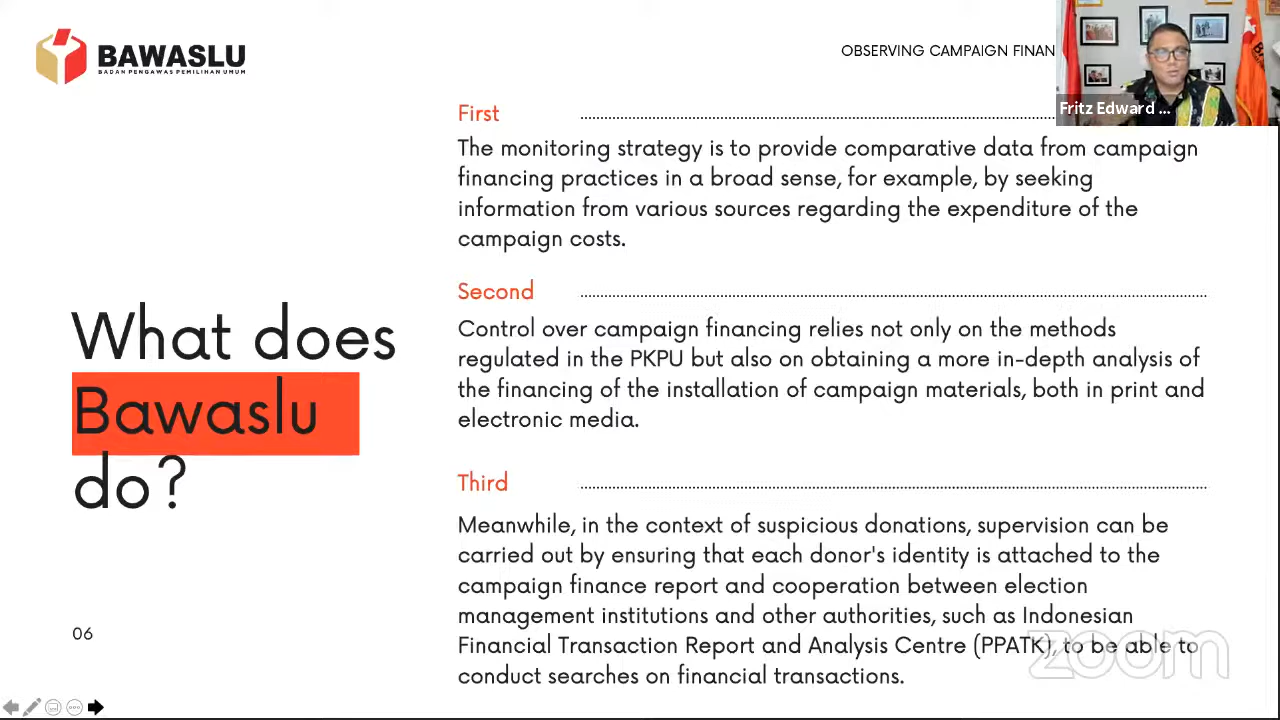 BAWASLU
BADAN PENGAWAS PEMILIHAN UMUM
OBSERVING CAMPAIGN FINAN
Fritz Edward ...
What does
Bawaslu
do?
First
The monitoring strategy is to provide comparative data from campaign
financing practices in a broad sense, for example, by seeking
information from various sources regarding the expenditure of the
campaign costs.
Second
Control over campaign financing relies not only on the methods
regulated in the PKPU but also on obtaining a more in-depth analysis of
the financing of the installation of campaign materials, both in print and
electronic media.
Third
Meanwhile, in the context of suspicious donations, supervision can be
carried out by ensuring that each donor's identity is attached to the
campaign finance report and cooperation between election
management institutions and other authorities, such as Indonesian
Financial Transaction Report and Analysis Centre (PPATK), to be able to
conduct searches on financial transactions.
06
zoom